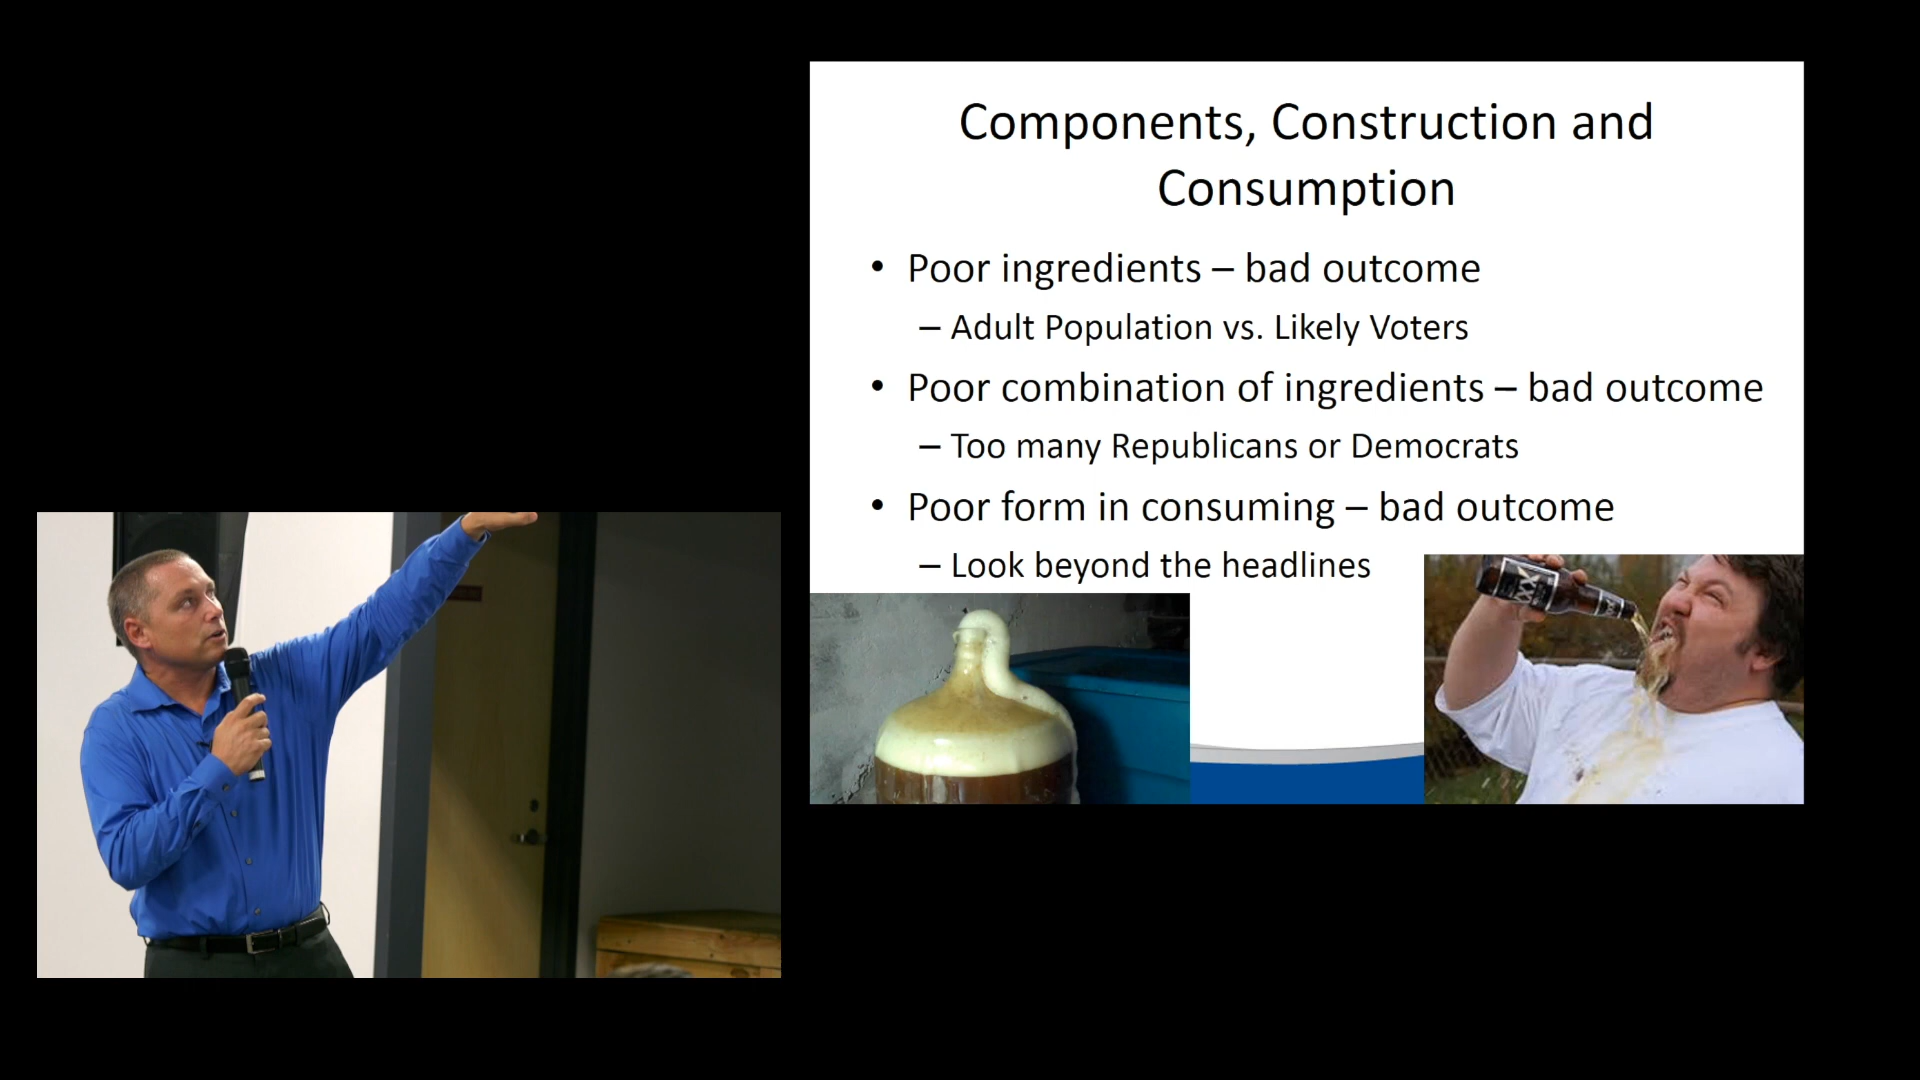 Components, Construction and
Consumption
• Poor ingredients – bad outcome
– Adult Population vs. Likely Voters
• Poor combination of ingredients – bad outcome
– Too many Republicans or Democrats
• Poor form in consuming – bad outcome
– Look beyond the headlines
XX